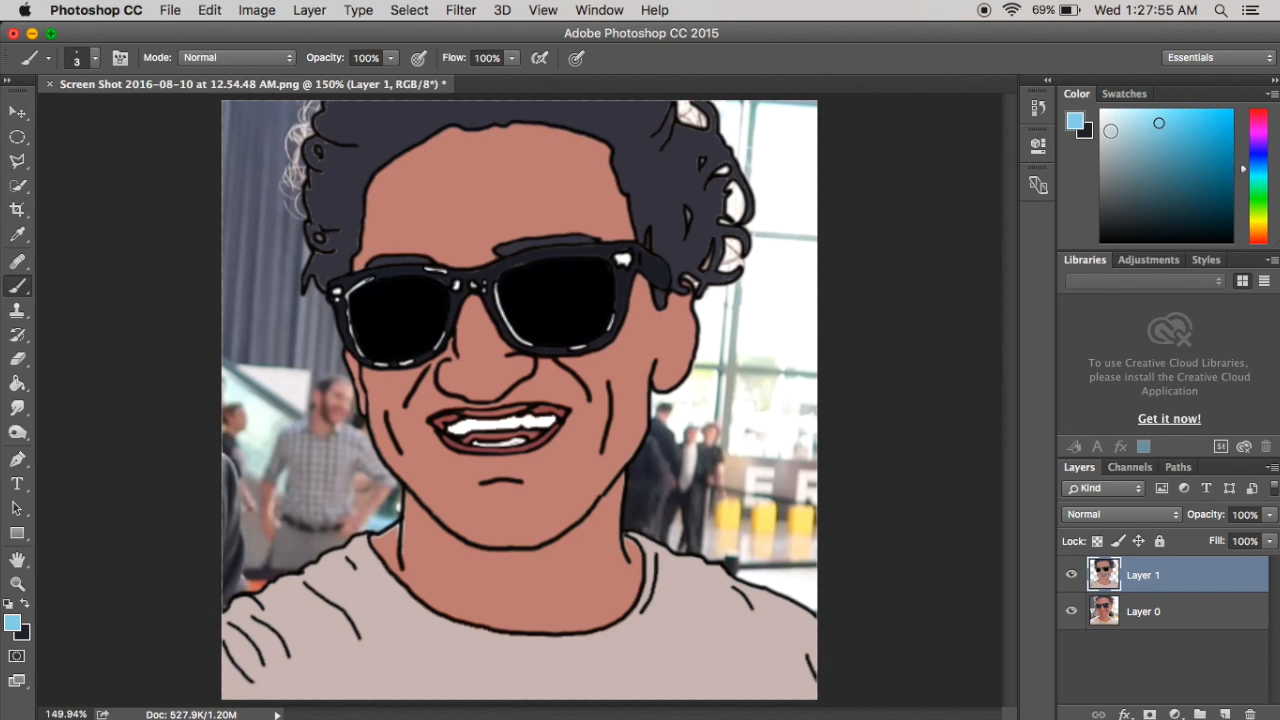 Photoshop CC File Edit Image Layer Type Select Filter 3D View Window Help 69% Wed 1:27:55 AM
Adobe Photoshop CC 2015
3 Mode: Normal Opacity: 100% Flow: 100% Essentials
Screen Shot 2016-08-10 at 12.54.48 AM.png @ 150% (Layer 1, RGB/8*) *
Color Swatches
Libraries Adjustments Styles
To use Creative Cloud Libraries,
please install the Creative Cloud
Application
Get it now!
St
Layers Channels Paths
Kind
Normal Opacity: 100%
Lock: Fill: 100%
Layer 1
Layer 0
149.94% Doc: 527.9K/1.20M